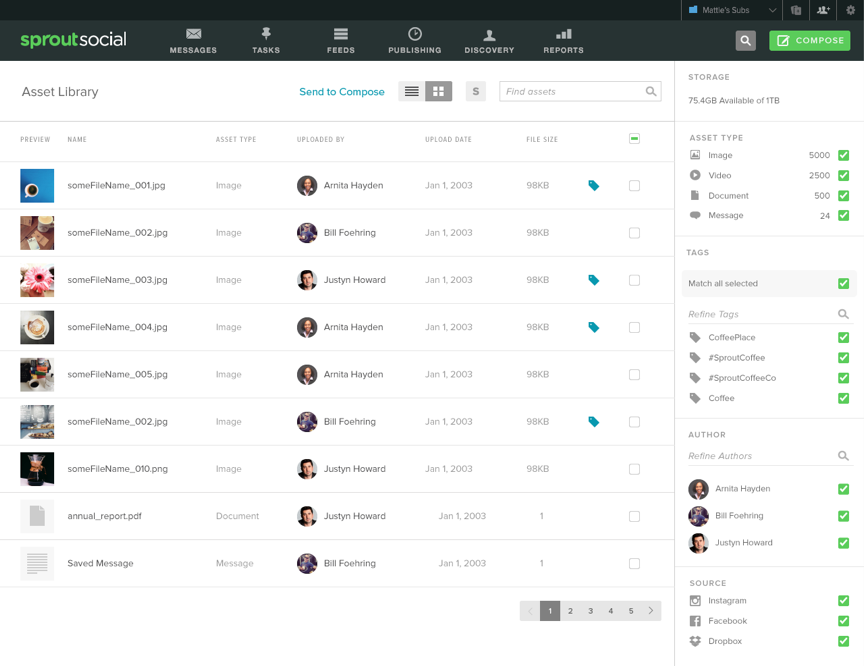 Mattie's Subs
sproutsocial
MESSAGES
TASKS
FEEDS
PUBLISHING
DISCOVERY
REPORTS
COMPOSE
Asset Library
Send to Compose
S
Find assets
PREVIEW NAME ASSET TYPE UPLOADED BY UPLOAD DATE FILE SIZE
someFileName_001.jpg Image Arnita Hayden Jan 1, 2003 98KB
someFileName_002.jpg Image Bill Foehring Jan 1, 2003 98KB
someFileName_003.jpg Image Justyn Howard Jan 1, 2003 98KB
someFileName_004.jpg Image Arnita Hayden Jan 1, 2003 98KB
someFileName_005.jpg Image Arnita Hayden Jan 1, 2003 98KB
someFileName_002.jpg Image Bill Foehring Jan 1, 2003 98KB
someFileName_010.png Image Justyn Howard Jan 1, 2003 98KB
annual_report.pdf Document Justyn Howard Jan 1, 2003 1
Saved Message Message Bill Foehring Jan 1, 2003 1
1 2 3 4 5
STORAGE
75.4GB Available of 1TB
ASSET TYPE
Image 5000
Video 2500
Document 500
Message 24
TAGS
Match all selected
Refine Tags
CoffeePlace
#SproutCoffee
#SproutCoffeeCo
Coffee
AUTHOR
Refine Authors
Arnita Hayden
Bill Foehring
Justyn Howard
SOURCE
Instagram
Facebook
Dropbox